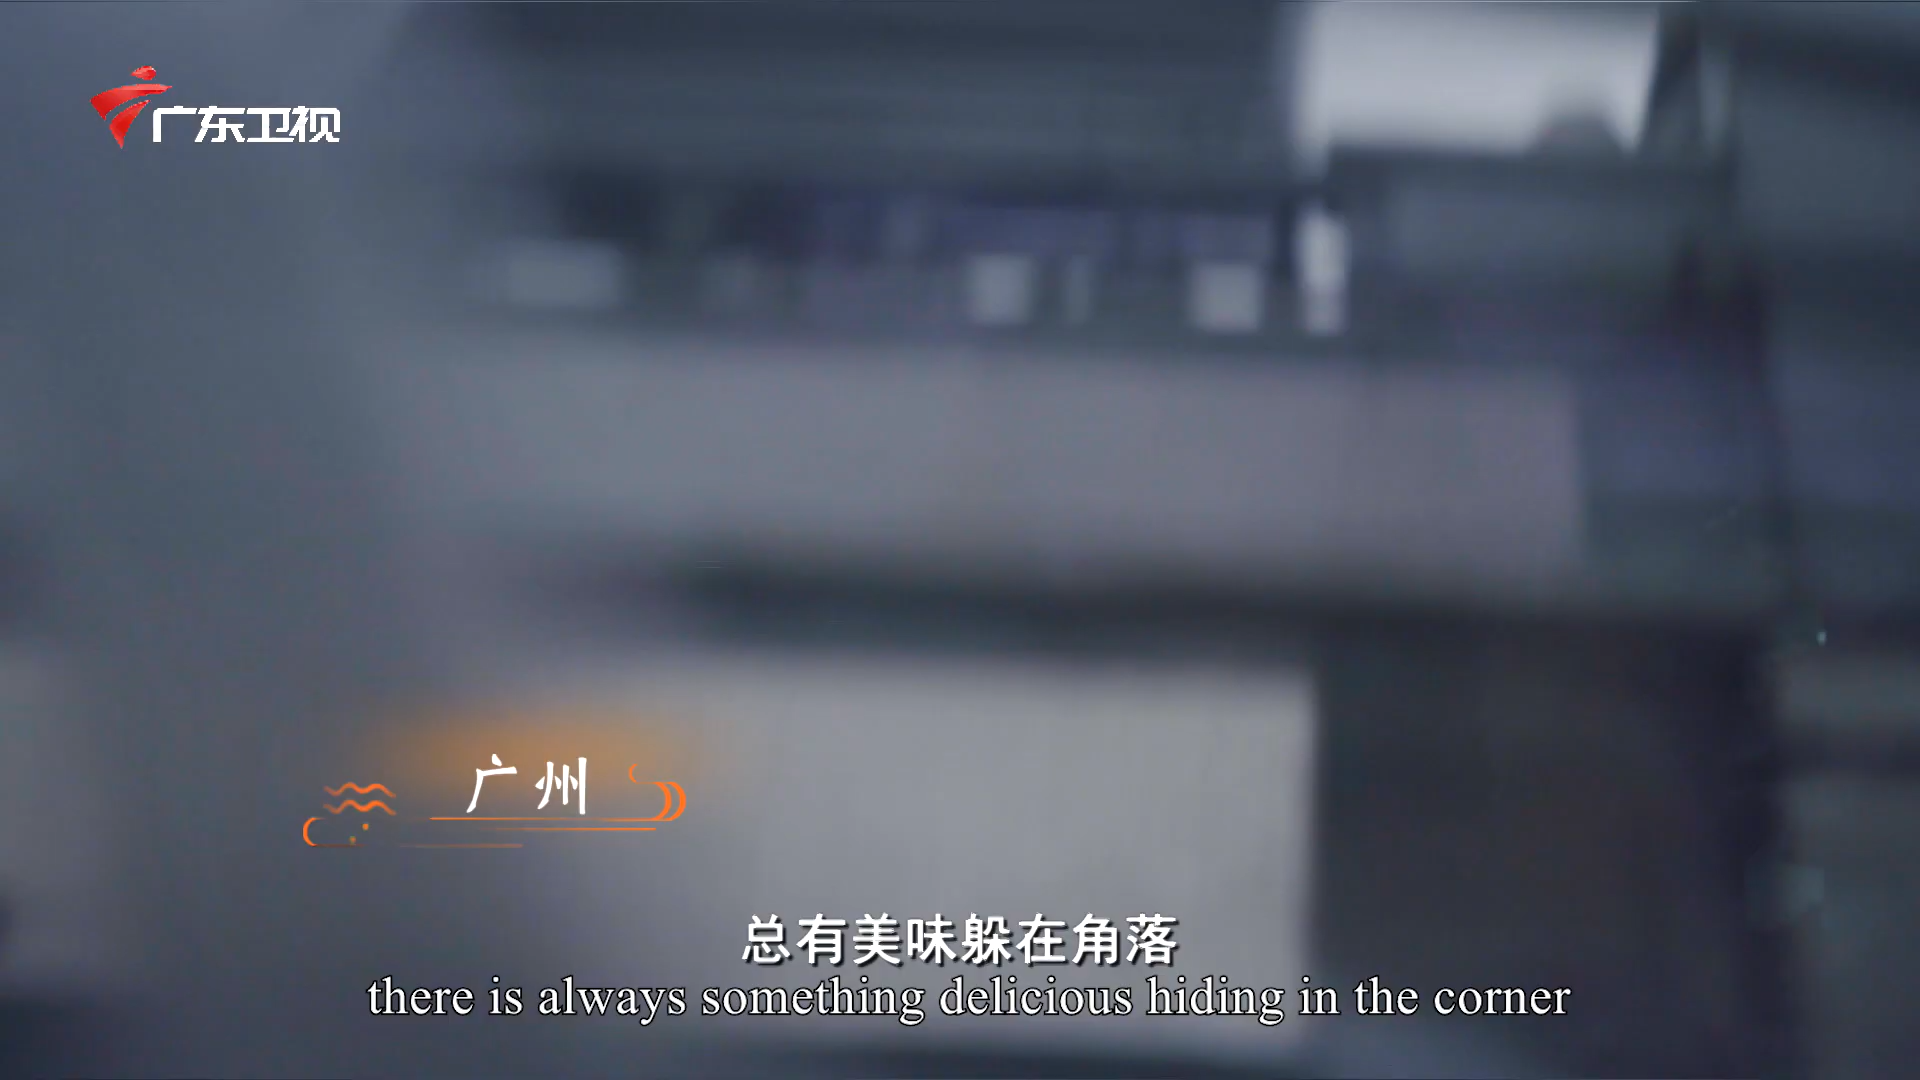 广东卫视
广州
总有美味躲在角落
there is always something delicious hiding in the corner